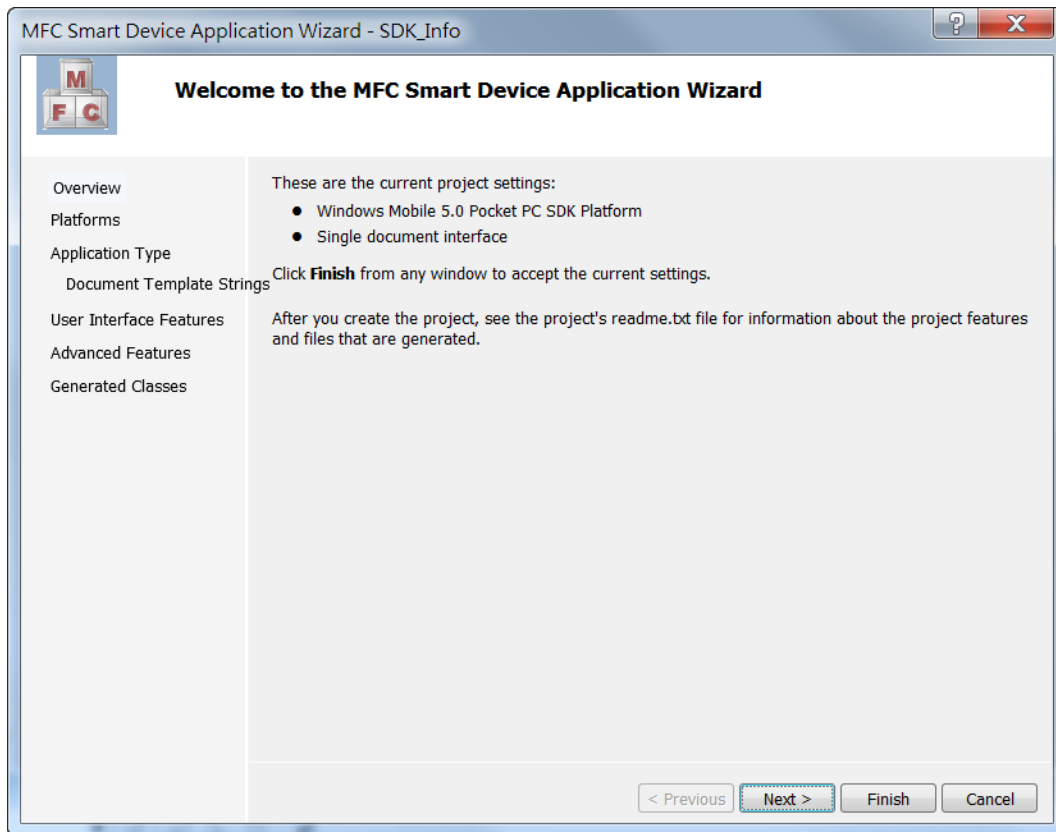 MFC Smart Device Application Wizard - SDK_Info
? X
M
F C
Welcome to the MFC Smart Device Application Wizard
Overview
Platforms
Application Type
Document Template Strings
User Interface Features
Advanced Features
Generated Classes
These are the current project settings:
● Windows Mobile 5.0 Pocket PC SDK Platform
● Single document interface
Click Finish from any window to accept the current settings.
After you create the project, see the project's readme.txt file for information about the project features
and files that are generated.
< Previous Next > Finish Cancel